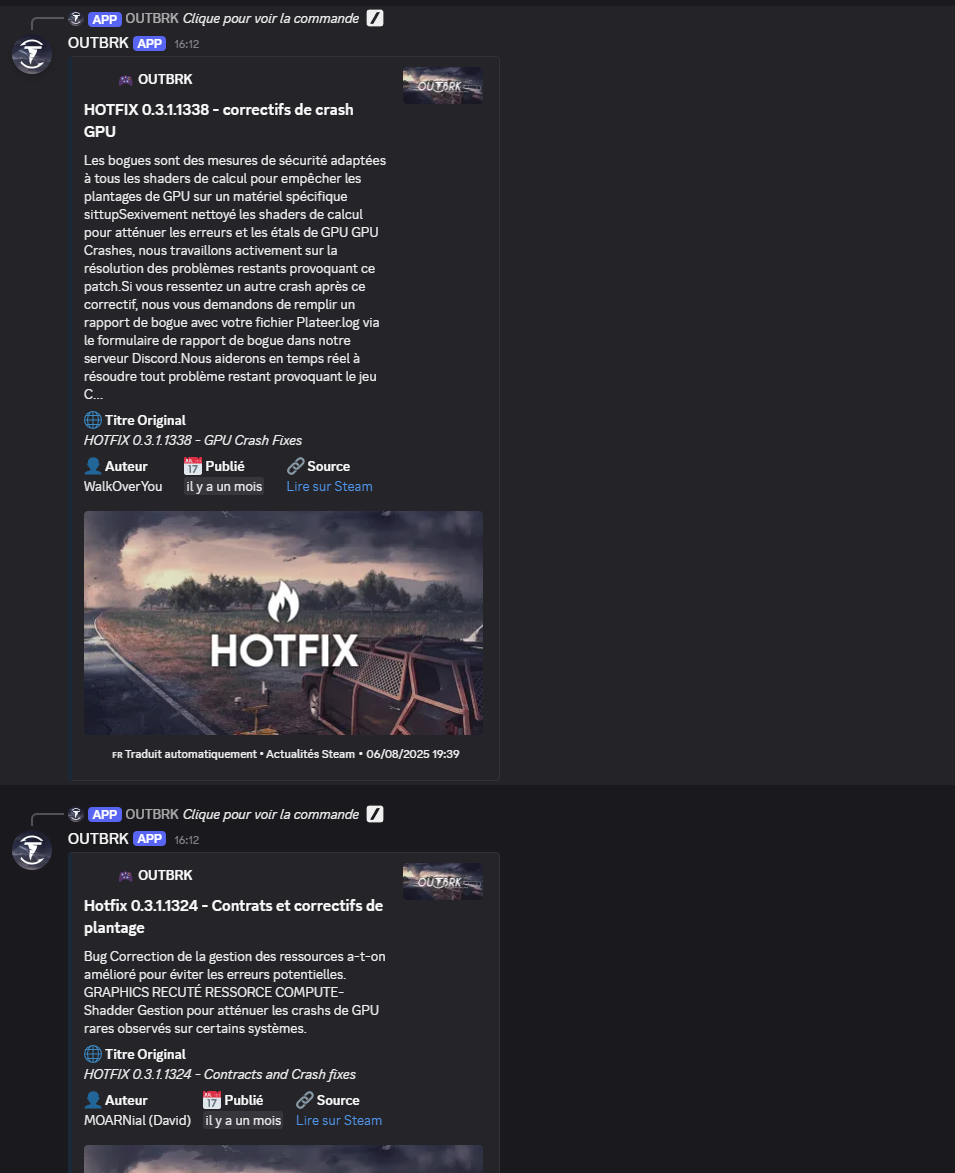 APP OUTBRK Clique pour voir la commande
OUTBRK APP 16:12
OUTBRK
OUTBRK
HOTFIX 0.3.1.1338 - correctifs de crash
GPU
Les bogues sont des mesures de sécurité adaptées
à tous les shaders de calcul pour empêcher les
plantages de GPU sur un matériel spécifique
sittupSexivement nettoyé les shaders de calcul
pour atténuer les erreurs et les étals de GPU GPU
Crashes, nous travaillons activement sur la
résolution des problèmes restants provoquant ce
patch.Si vous ressentez un autre crash après ce
correctif, nous vous demandons de remplir un
rapport de bogue avec votre fichier Plateer.log via
le formulaire de rapport de bogue dans notre
serveur Discord.Nous aiderons en temps réel à
résoudre tout problème restant provoquant le jeu
C...
Titre Original
HOTFIX 0.3.1.1338 - GPU Crash Fixes
Auteur Publié Source
WalkOverYou il y a un mois Lire sur Steam
HOTFIX
FR Traduit automatiquement • Actualités Steam • 06/08/2025 19:39
APP OUTBRK Clique pour voir la commande
OUTBRK APP 16:12
OUTBRK
OUTBRK
Hotfix 0.3.1.1324 - Contrats et correctifs de
plantage
Bug Correction de la gestion des ressources a-t-on
amélioré pour éviter les erreurs potentielles.
GRAPHICS RECUTÉ RESSORCE COMPUTE-
Shadder Gestion pour atténuer les crashs de GPU
rares observés sur certains systèmes.
Titre Original
HOTFIX 0.3.1.1324 - Contracts and Crash fixes
Auteur Publié Source
MOARNial (David) il y a un mois Lire sur Steam